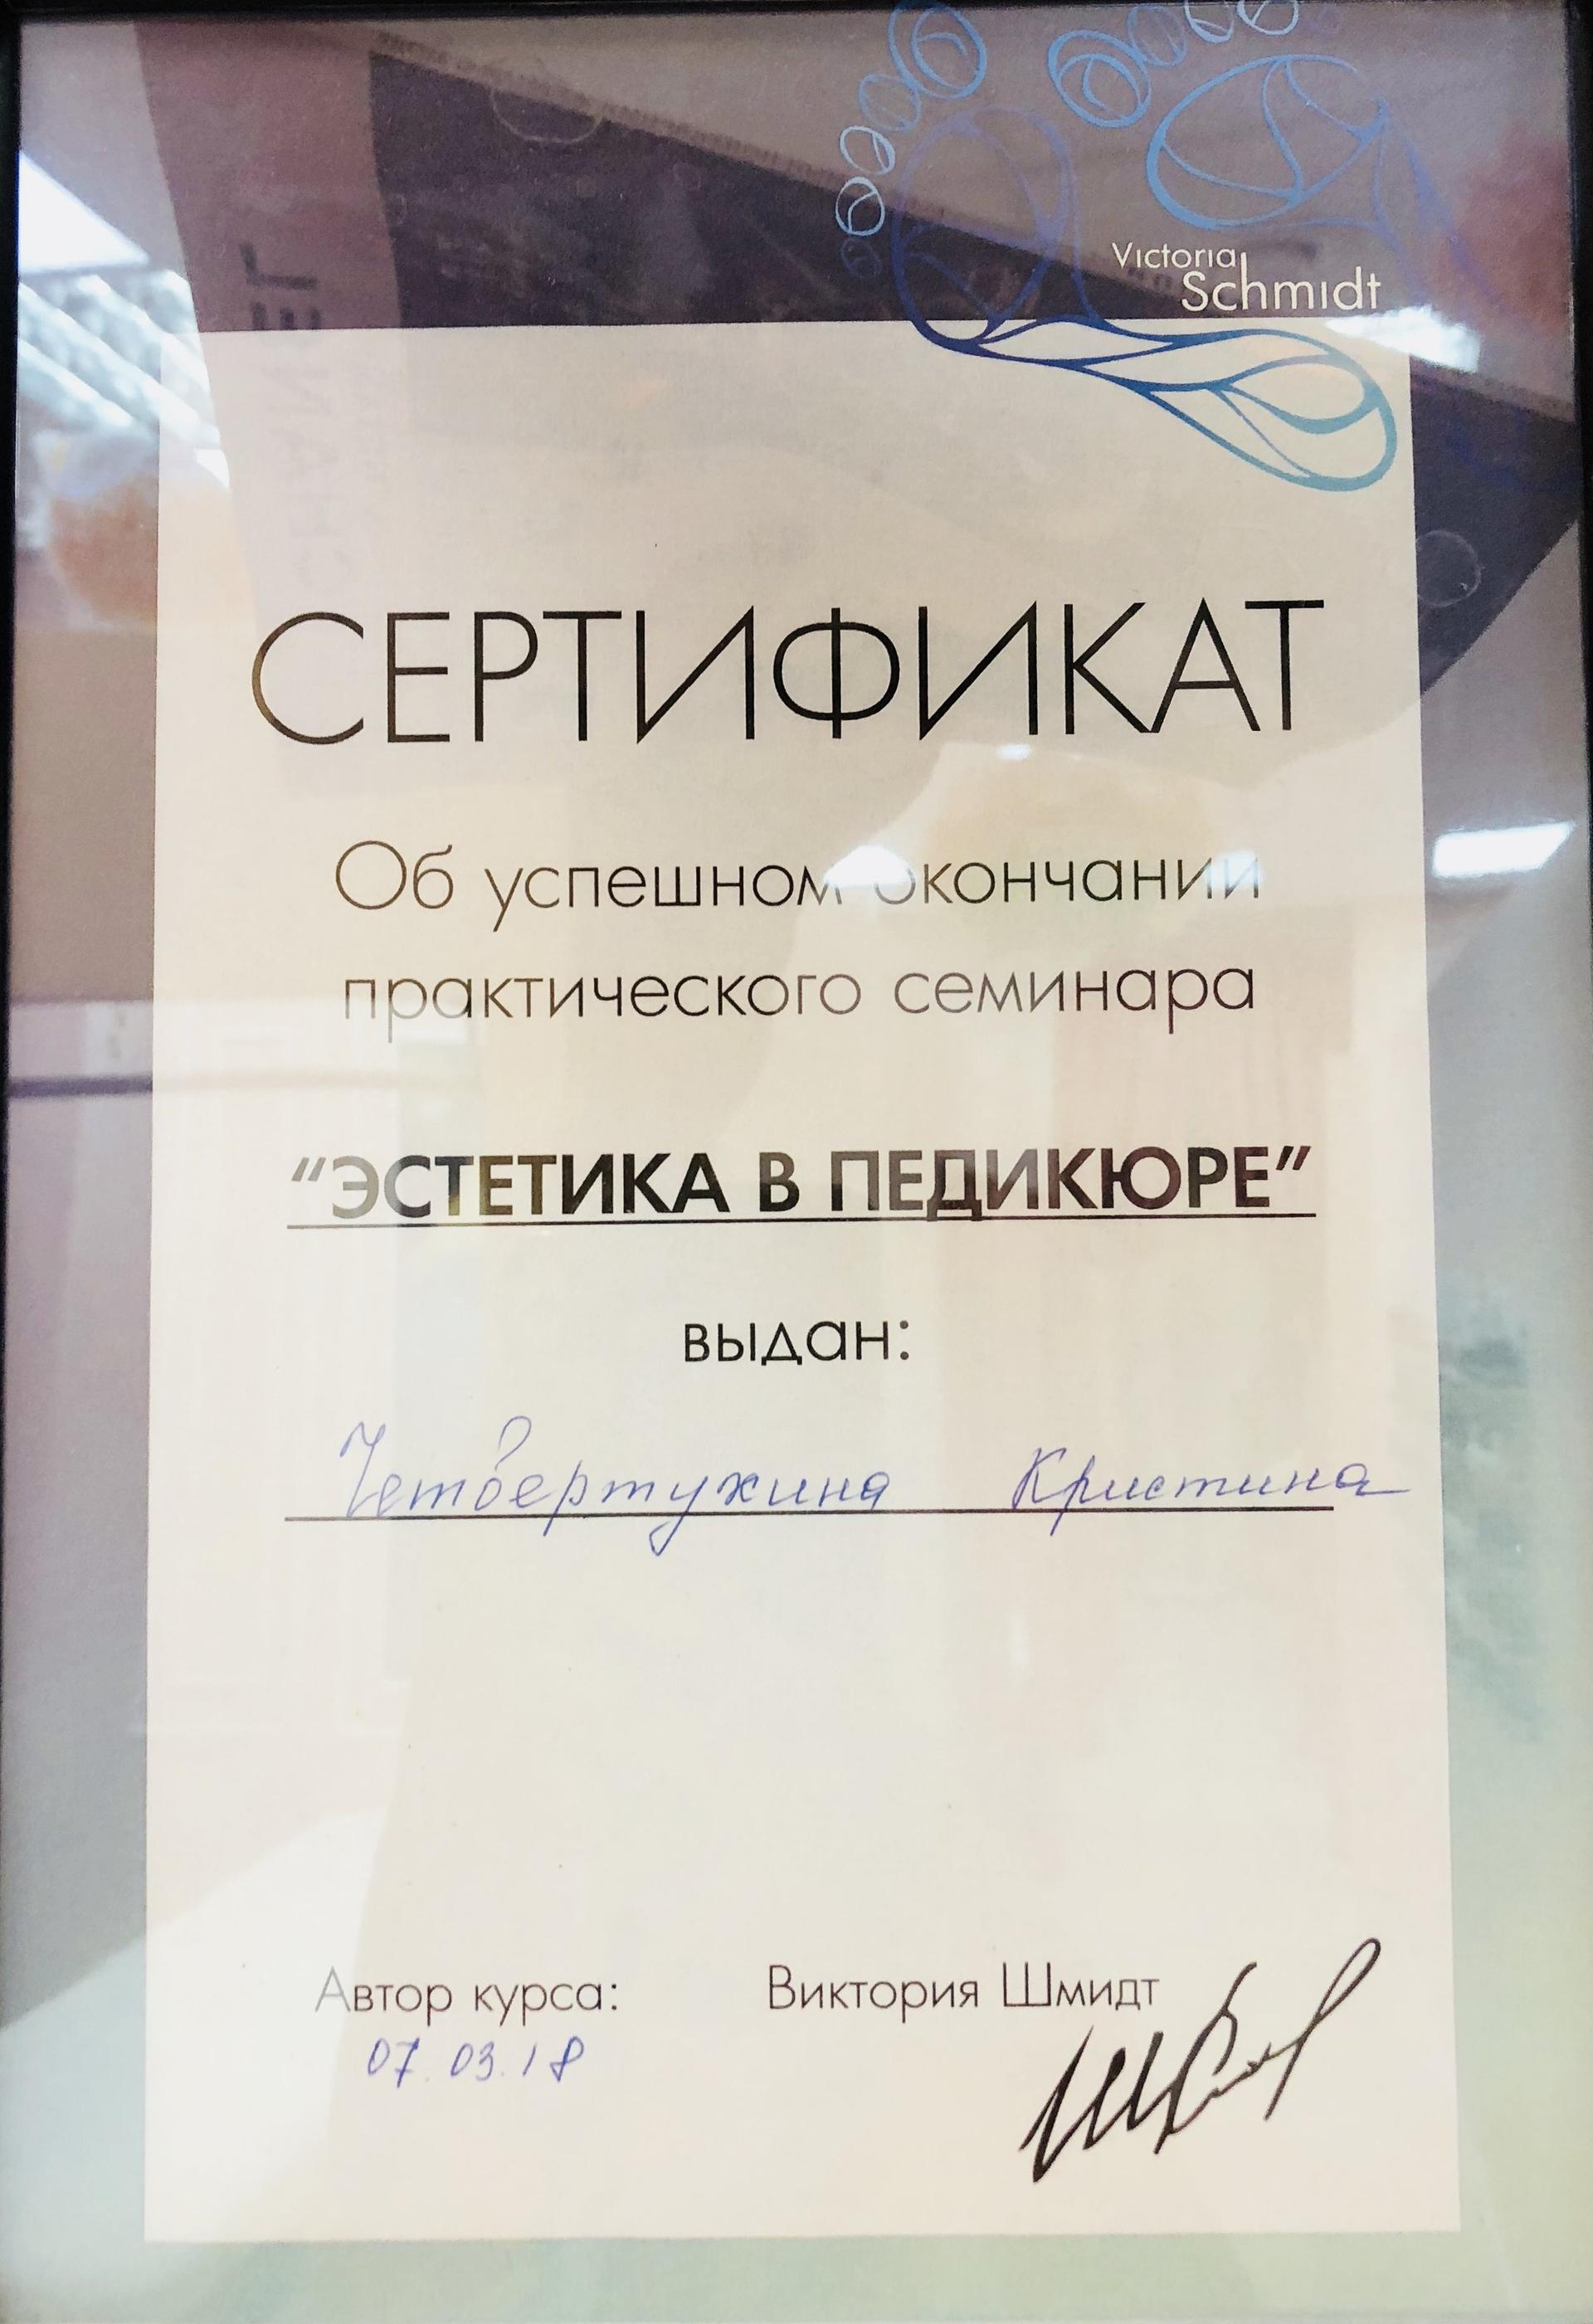 Victoria
Schmidt
СЕРТИФИКАТ
Об успешном окончании
практического семинара
“ЭСТЕТИКА В ПЕДИКЮРЕ”
выдан:
Четвертухина Кристина
Автор курса: Виктория Шмидт
07.03.18